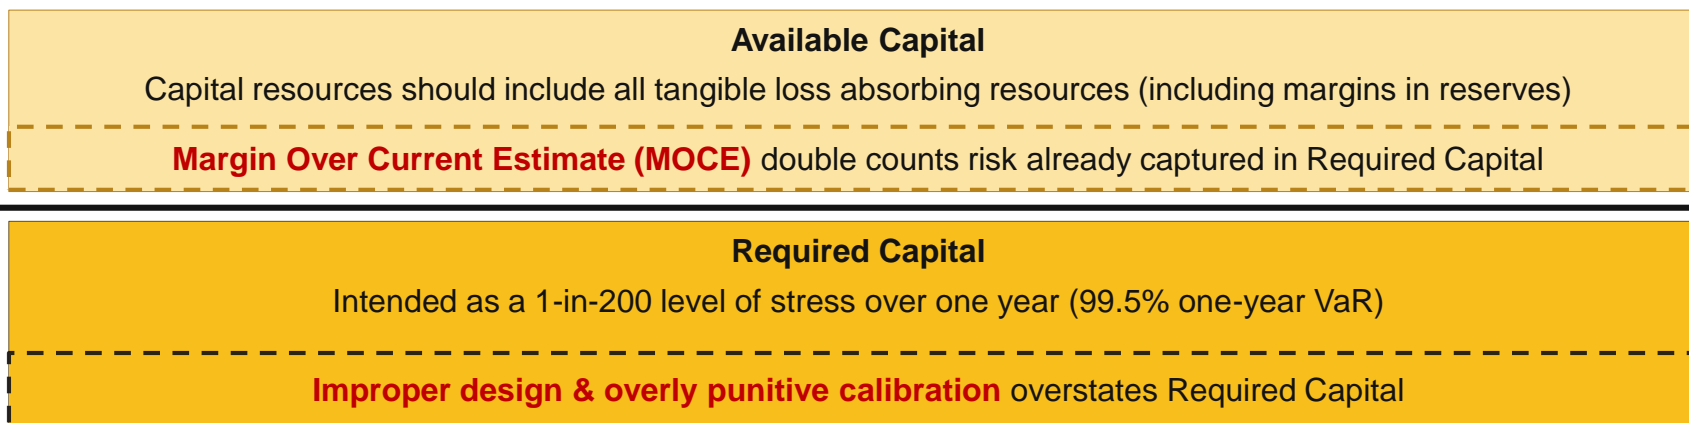 Available Capital
Capital resources should include all tangible loss absorbing resources (including margins in reserves)
Margin Over Current Estimate (MOCE) double counts risk already captured in Required Capital
Required Capital
Intended as a 1-in-200 level of stress over one year (99.5% one-year VaR)
Improper design & overly punitive calibration overstates Required Capital